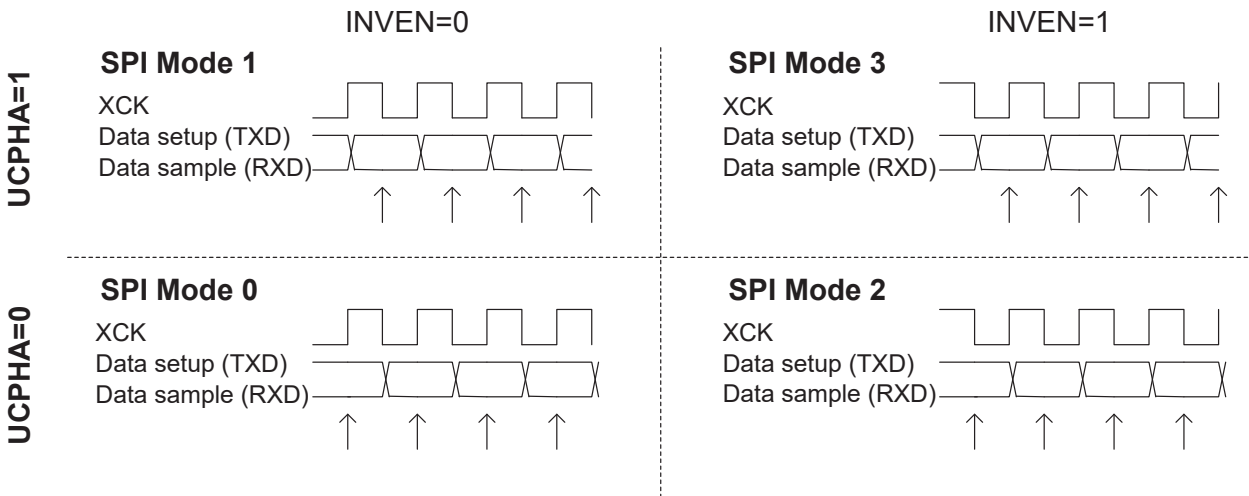 INVEN=0
INVEN=1
UCPHA=1
SPI Mode 1
XCK
Data setup (TXD)
Data sample (RXD)
SPI Mode 3
XCK
Data setup (TXD)
Data sample (RXD)
UCPHA=0
SPI Mode 0
XCK
Data setup (TXD)
Data sample (RXD)
SPI Mode 2
XCK
Data setup (TXD)
Data sample (RXD)